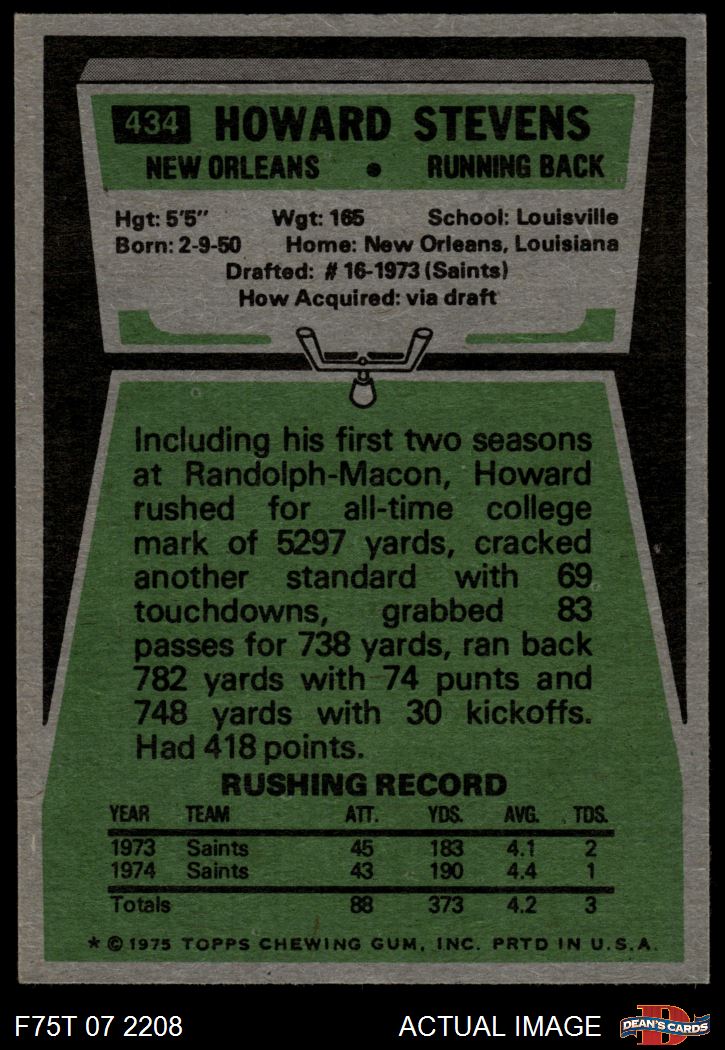 434 HOWARD STEVENS
NEW ORLEANS • RUNNING BACK
Hgt: 5'5" Wgt: 165 School: Louisville
Born: 2-9-50 Home: New Orleans, Louisiana
Drafted: # 16-1973 (Saints)
How Acquired: via draft
Including his first two seasons
at Randolph-Macon, Howard
rushed for all-time college
mark of 5297 yards, cracked
another standard with 69
touchdowns, grabbed 83
passes for 738 yards, ran back
782 yards with 74 punts and
748 yards with 30 kickoffs.
Had 418 points.
RUSHING RECORD
YEAR TEAM ATT. YDS. AVG. TDS.
1973 Saints 45 183 4.1 2
1974 Saints 43 190 4.4 1
Totals 88 373 4.2 3
* © 1975 TOPPS CHEWING GUM, INC. PRTD IN U.S.A.
F75T 07 2208 ACTUAL IMAGE D DEAN'S CARDS